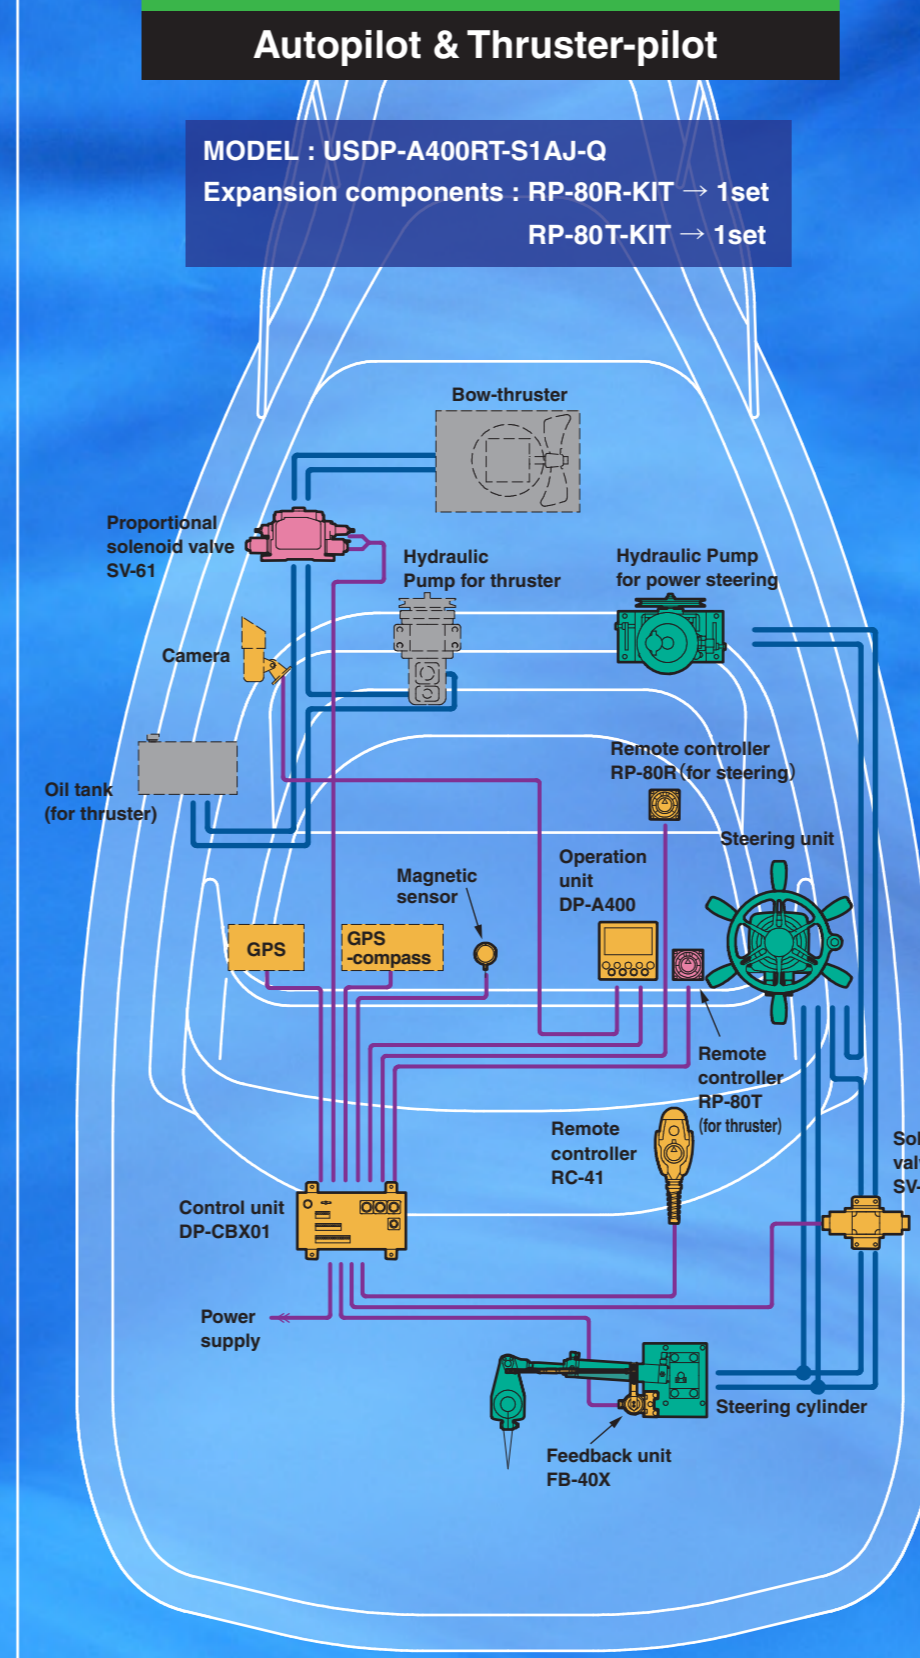 Autopilot & Thruster-pilot
MODEL : USDP-A400RT-S1AJ-Q
Expansion components : RP-80R-KIT → 1set
RP-80T-KIT → 1set
Bow-thruster
Proportional
solenoid valve
SV-61
Hydraulic
Pump for thruster
Hydraulic Pump
for power steering
Camera
Remote controller
RP-80R (for steering)
Oil tank
(for thruster)
Steering unit
Operation
unit
DP-A400
Magnetic
sensor
GPS
GPS
-compass
Remote
controller
RP-80T
(for thruster)
Remote
controller
RC-41
Control unit
DP-CBX01
Power
supply
Steering cylinder
Feedback unit
FB-40X